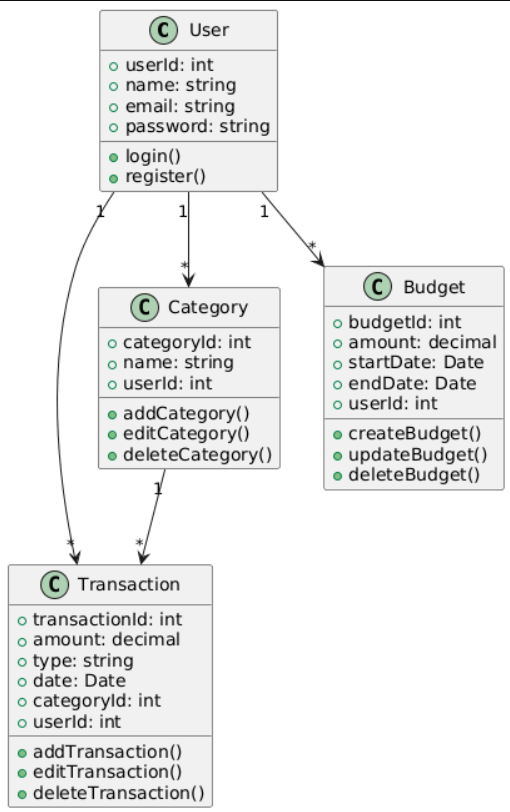 C User
userId: int
name: string
email: string
password: string
login()
register()
1 1 1
* * *
C Category
categoryId: int
name: string
userId: int
addCategory()
editCategory()
deleteCategory()
C Budget
budgetId: int
amount: decimal
startDate: Date
endDate: Date
userId: int
createBudget()
updateBudget()
deleteBudget()
1
*
C Transaction
transactionId: int
amount: decimal
type: string
date: Date
categoryId: int
userId: int
addTransaction()
editTransaction()
deleteTransaction()